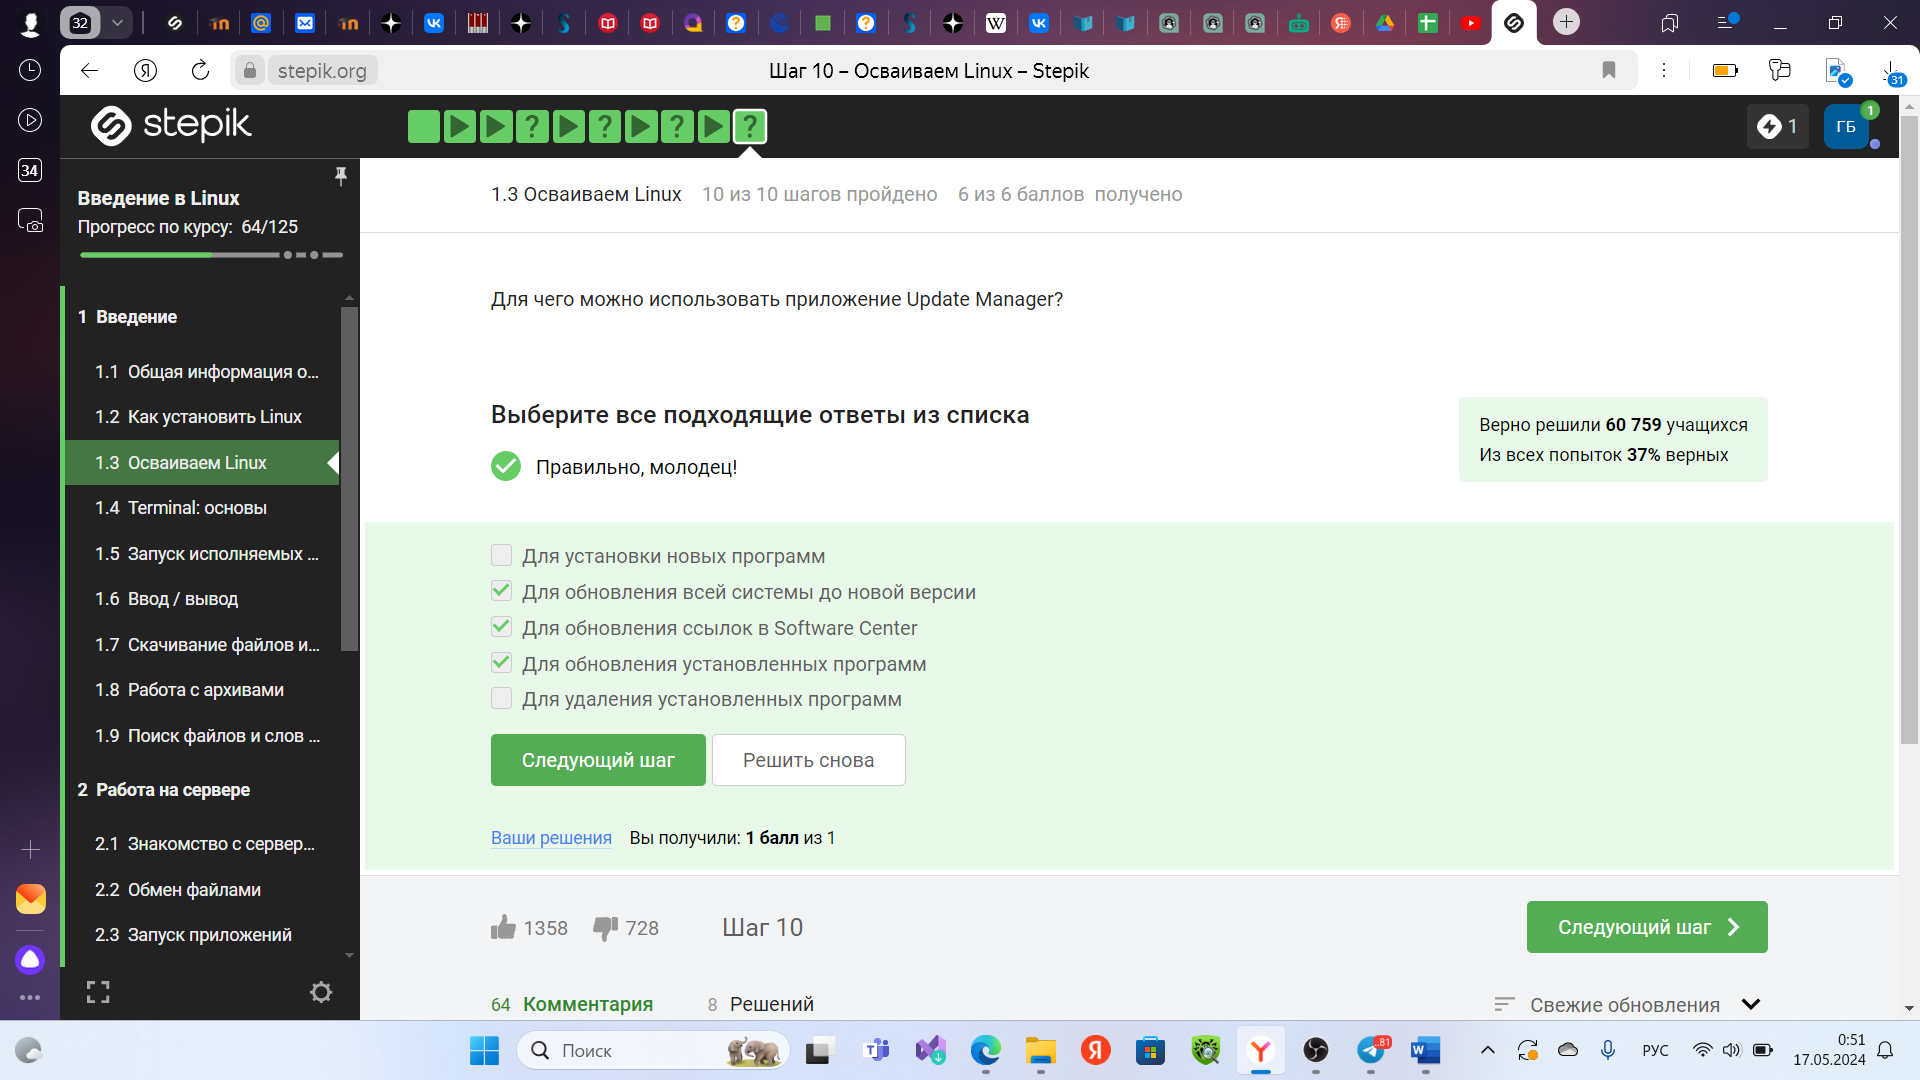 32
stepik.org
Шаг 10 – Осваиваем Linux – Stepik
31
34
stepik
1
ГБ
1
Введение в Linux
Прогресс по курсу: 64/125
1.3 Осваиваем Linux 10 из 10 шагов пройдено 6 из 6 баллов получено
1 Введение
1.1 Общая информация о...
1.2 Как установить Linux
1.3 Осваиваем Linux
1.4 Terminal: основы
1.5 Запуск исполняемых ...
1.6 Ввод / вывод
1.7 Скачивание файлов и...
1.8 Работа с архивами
1.9 Поиск файлов и слов ...
2 Работа на сервере
2.1 Знакомство с сервер...
2.2 Обмен файлами
2.3 Запуск приложений
Для чего можно использовать приложение Update Manager?
Выберите все подходящие ответы из списка
Правильно, молодец!
Верно решили 60 759 учащихся
Из всех попыток 37% верных
Для установки новых программ
Для обновления всей системы до новой версии
Для обновления ссылок в Software Center
Для обновления установленных программ
Для удаления установленных программ
Следующий шаг
Решить снова
Ваши решения Вы получили: 1 балл из 1
1358 728 Шаг 10
Следующий шаг
64 Комментария 8 Решений
Свежие обновления
Поиск
..81
РУС
0:51
17.05.2024